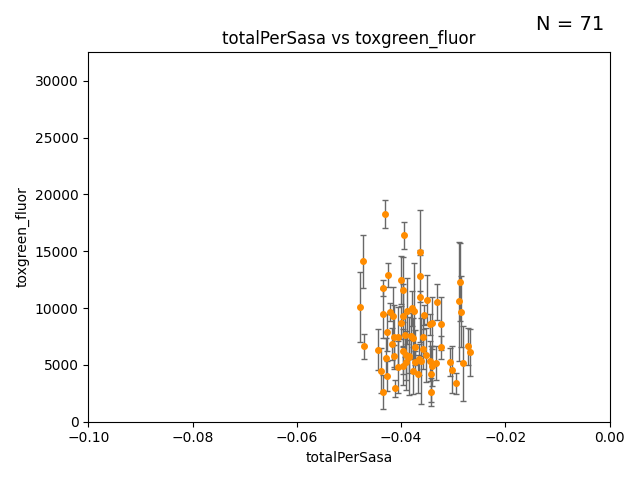 N = 71
totalPerSasa vs toxgreen_fluor
30000
25000
20000
15000
10000
5000
0
toxgreen_fluor
−0.10 −0.08 −0.06 −0.04 −0.02 0.00
totalPerSasa